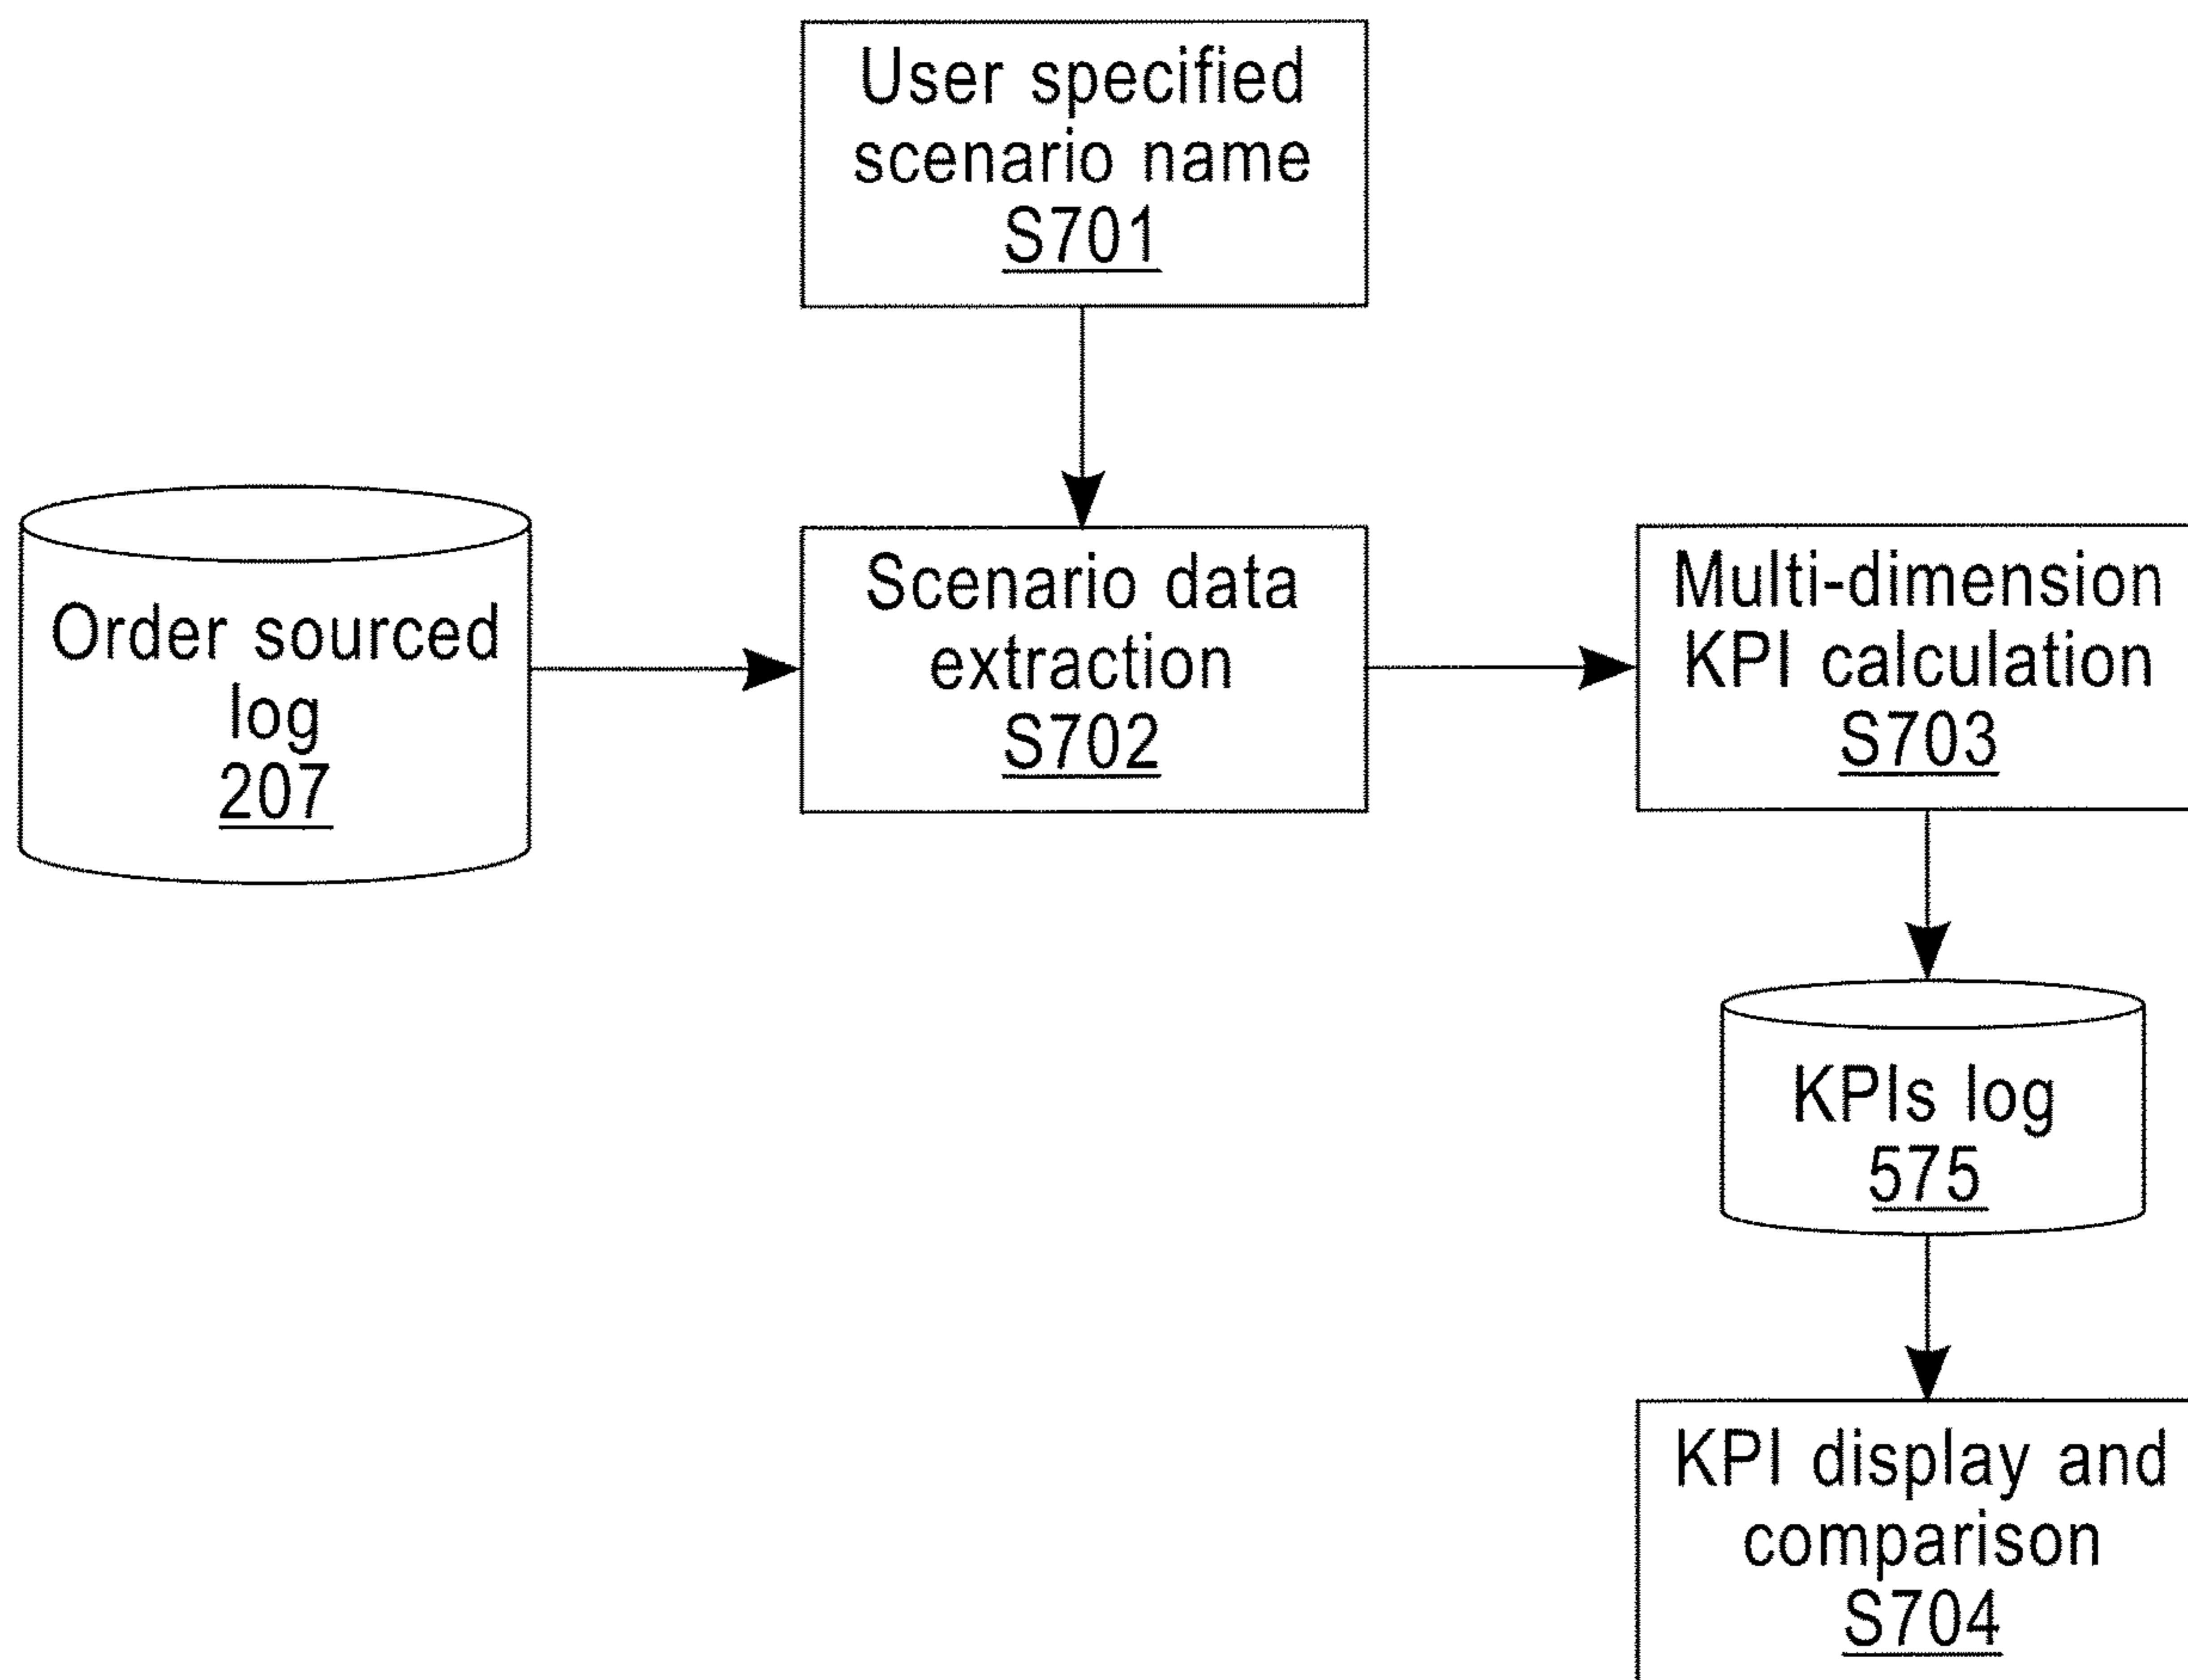 User specified
scenario name
S701
Order sourced
log
207
Scenario data
extraction
S702
Multi-dimension
KPI calculation
S703
KPIs log
575
KPI display and
comparison
S704